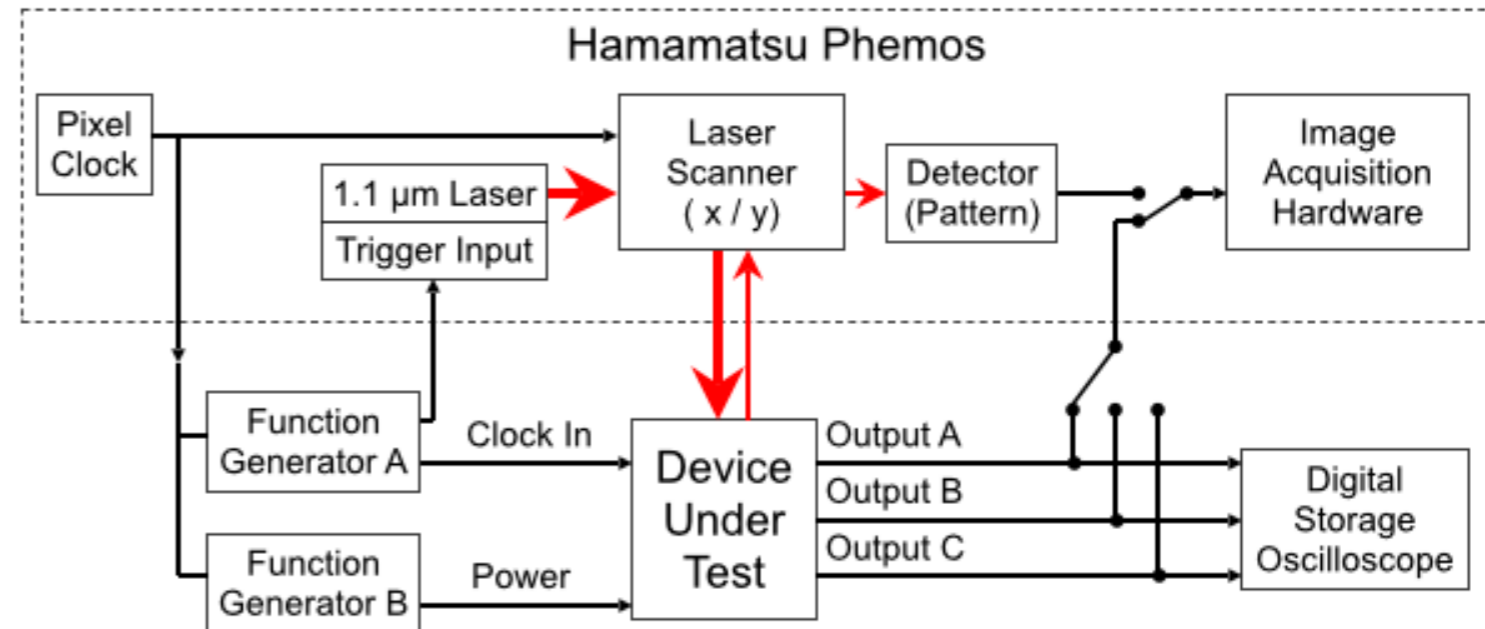 Hamamatsu Phemos
Pixel
Clock
1.1 µm Laser
Trigger Input
Laser
Scanner
( x / y)
Detector
(Pattern)
Image
Acquisition
Hardware
Function
Generator A
Clock In
Function
Generator B
Power
Device
Under
Test
Output A
Output B
Output C
Digital
Storage
Oscilloscope